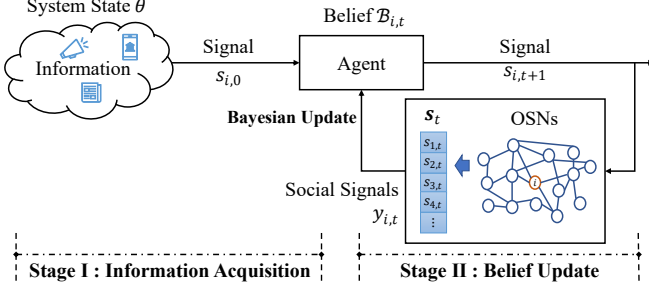 System State θ
Information
Signal
s_{i,0}
Belief 𝓑_{i,t}
Agent
Signal
s_{i,t+1}
Bayesian Update
s_t
OSNs
s_{1,t}
s_{2,t}
s_{3,t}
s_{4,t}
⋮
i
Social Signals
y_{i,t}
Stage I : Information Acquisition
Stage II : Belief Update